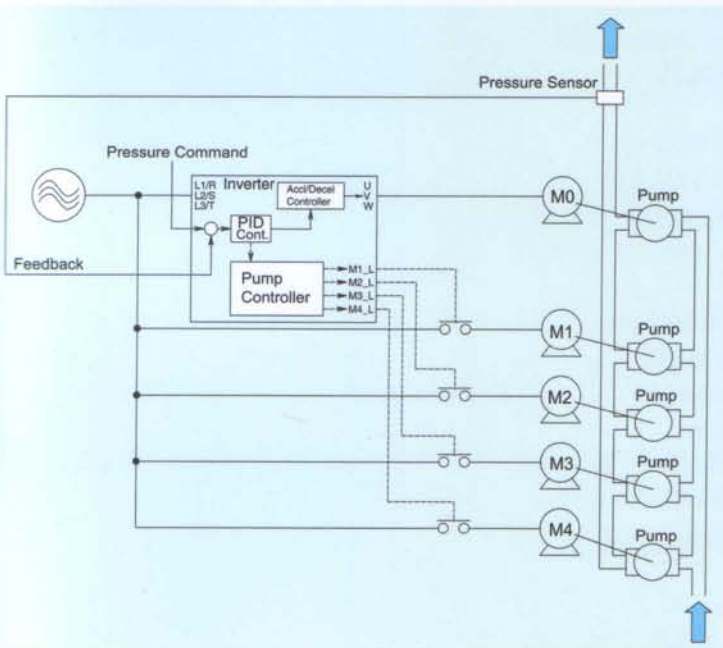 Pressure Sensor
Pressure Command
L1/R
L2/S
L3/T
Inverter
Accl/Decel
Controller
U
V
W
PID
Cont.
Feedback
Pump
Controller
M1_L
M2_L
M3_L
M4_L
M0
Pump
M1
Pump
M2
Pump
M3
Pump
M4
Pump